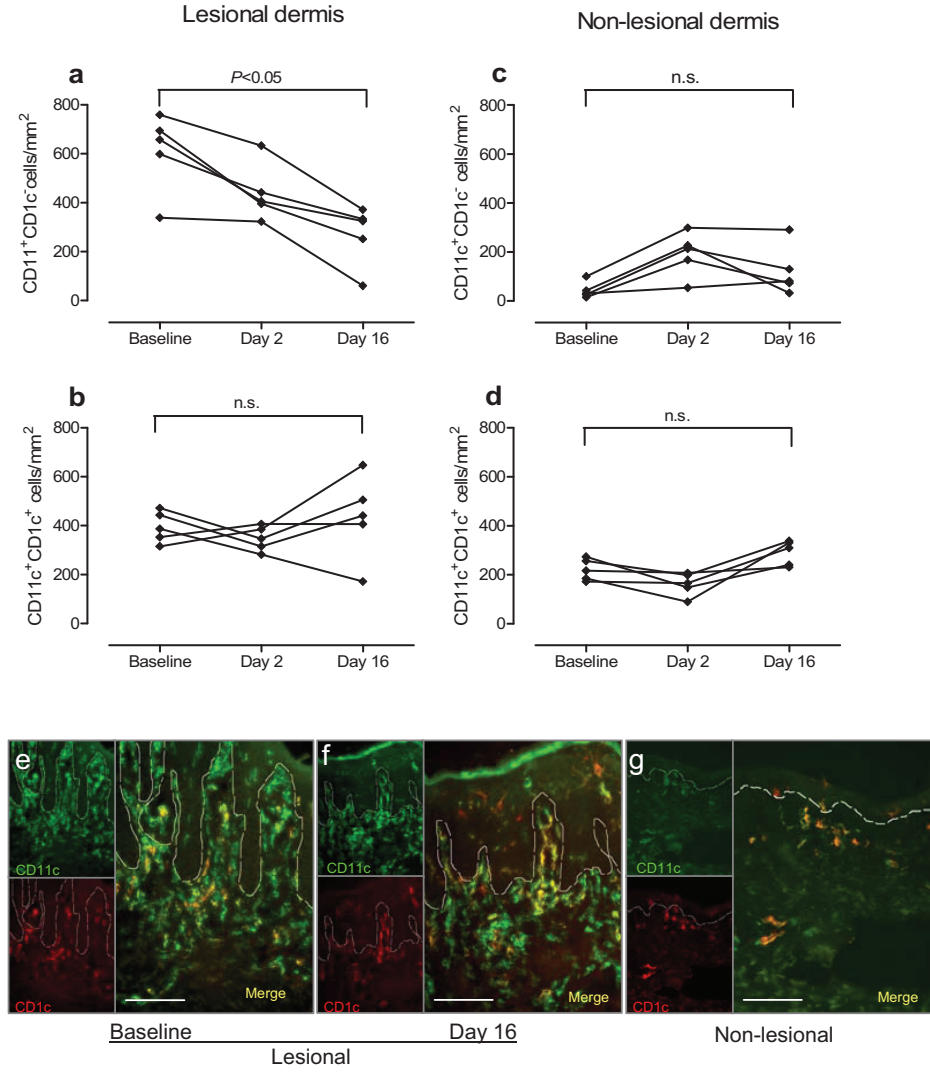 Lesional dermis
Non-lesional dermis
a
P<0.05
CD11⁺CD1c⁻cells/mm²
800
600
400
200
0
Baseline Day 2 Day 16
c
n.s.
CD11c⁺CD1c⁻ cells/mm²
800
600
400
200
0
Baseline Day 2 Day 16
b
n.s.
CD11c⁺CD1c⁺ cells/mm²
800
600
400
200
0
Baseline Day 2 Day 16
d
n.s.
CD11c⁺CD1c⁺ cells/mm²
800
600
400
200
0
Baseline Day 2 Day 16
e
CD11c
CD1c
Merge
f
CD11c
CD1c
Merge
g
CD11c
CD1c
Merge
Baseline Day 16
Lesional
Non-lesional